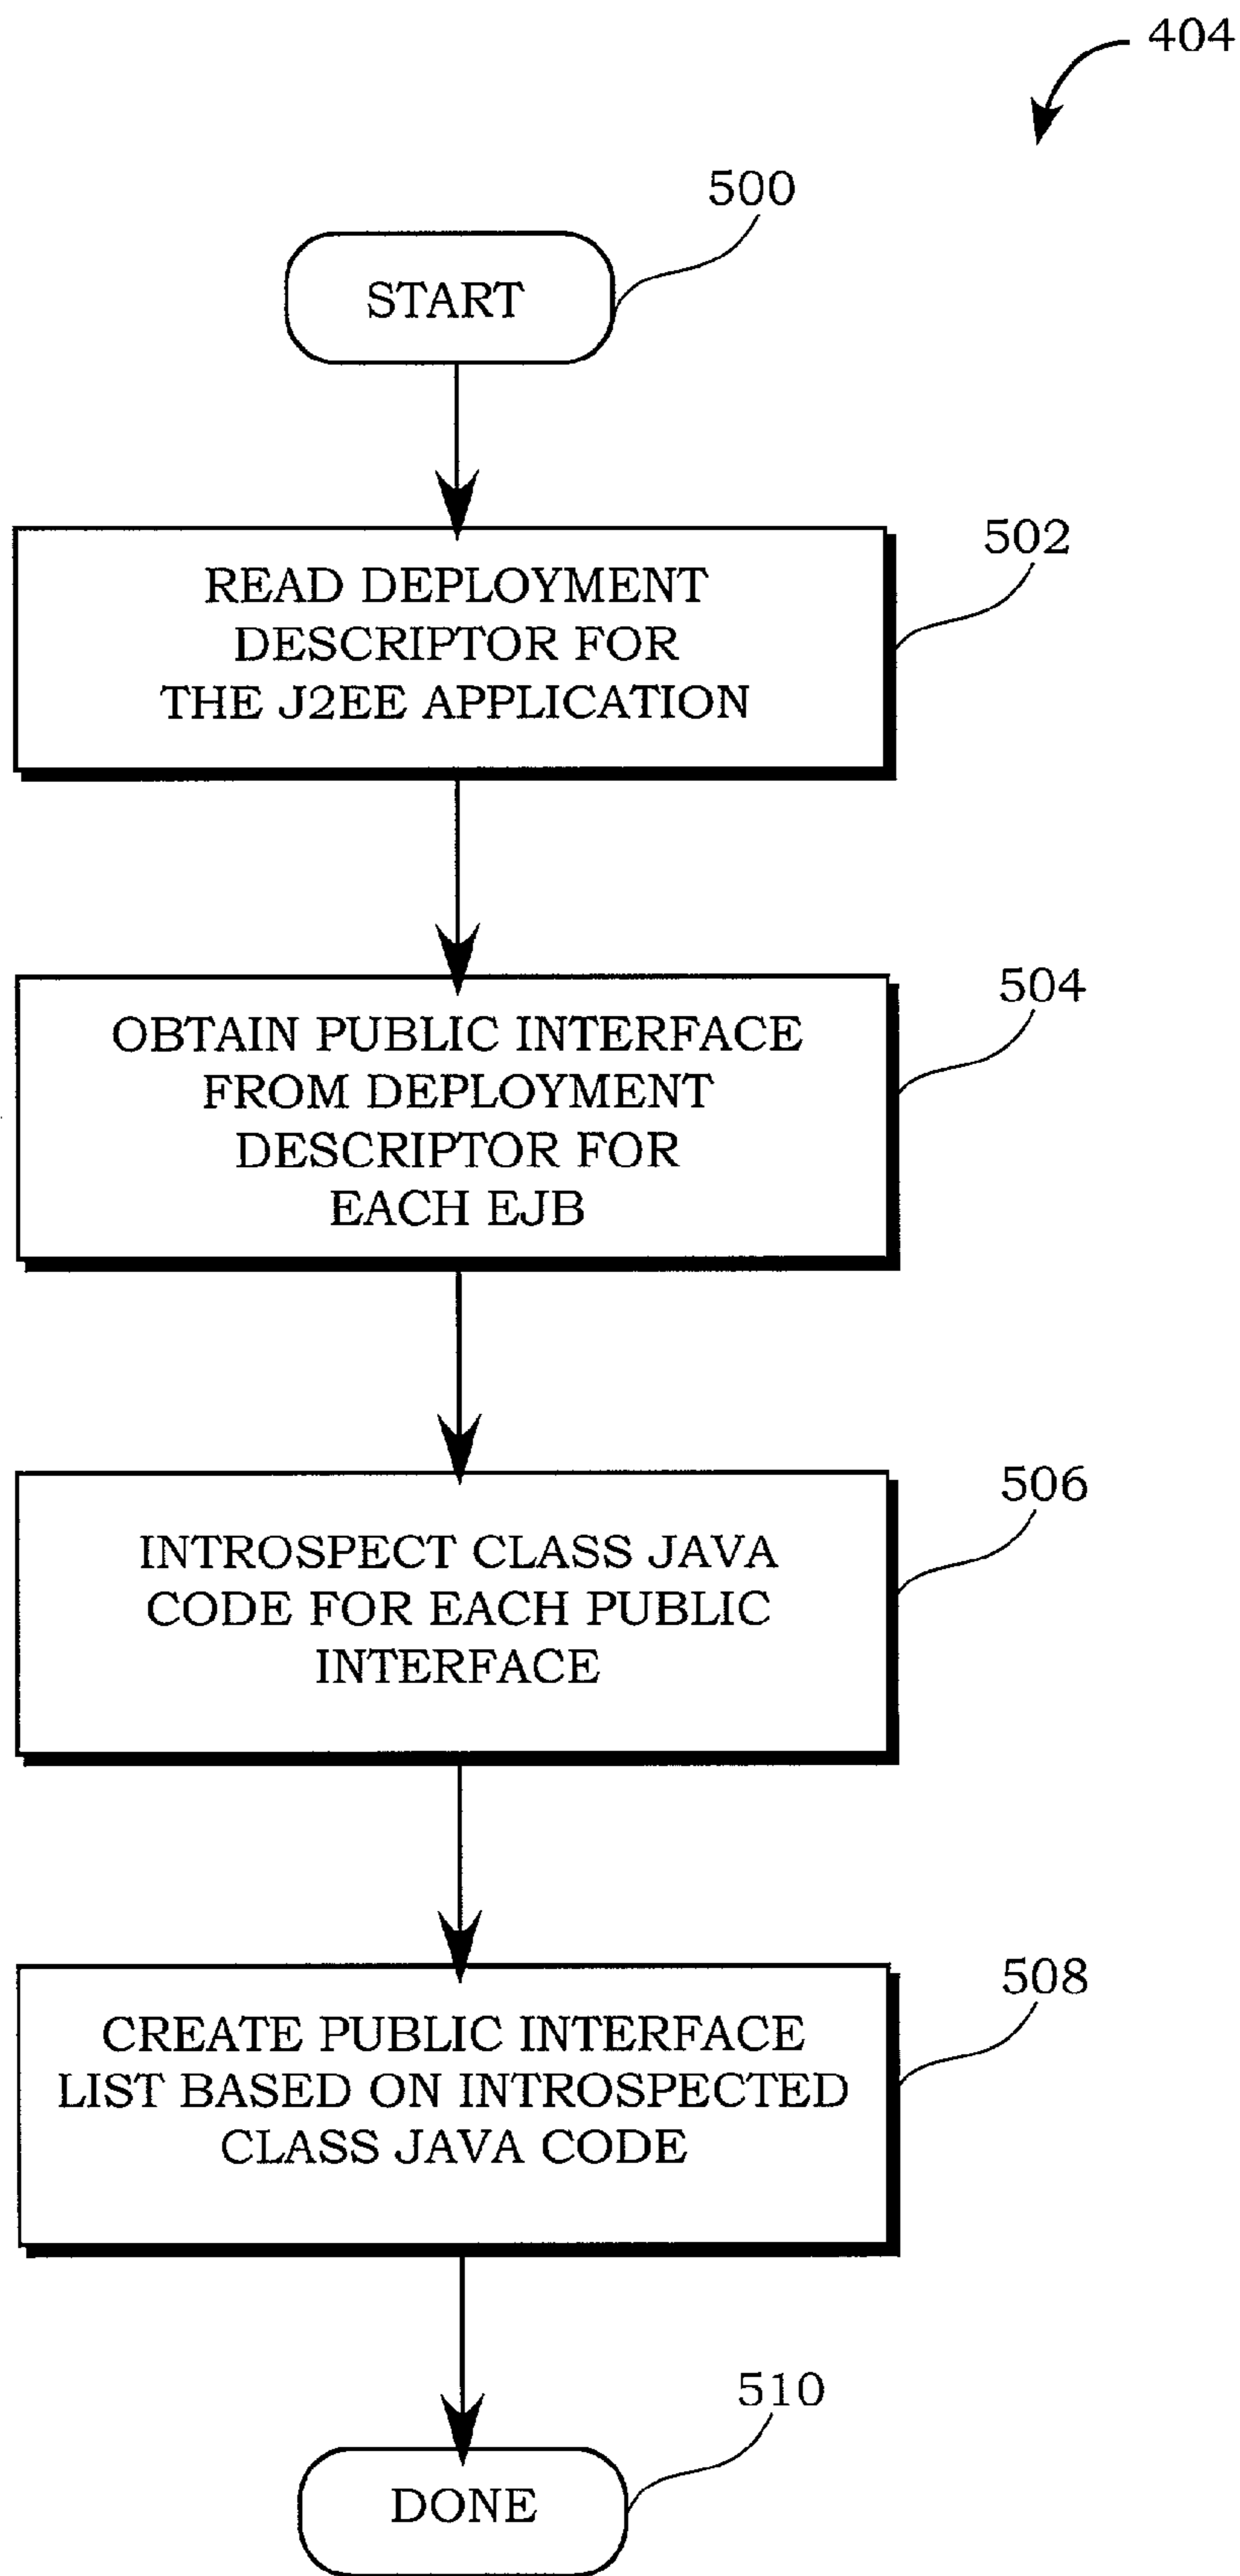 404
500
START
502
READ DEPLOYMENT
DESCRIPTOR FOR
THE J2EE APPLICATION
504
OBTAIN PUBLIC INTERFACE
FROM DEPLOYMENT
DESCRIPTOR FOR
EACH EJB
506
INTROSPECT CLASS JAVA
CODE FOR EACH PUBLIC
INTERFACE
508
CREATE PUBLIC INTERFACE
LIST BASED ON INTROSPECTED
CLASS JAVA CODE
510
DONE